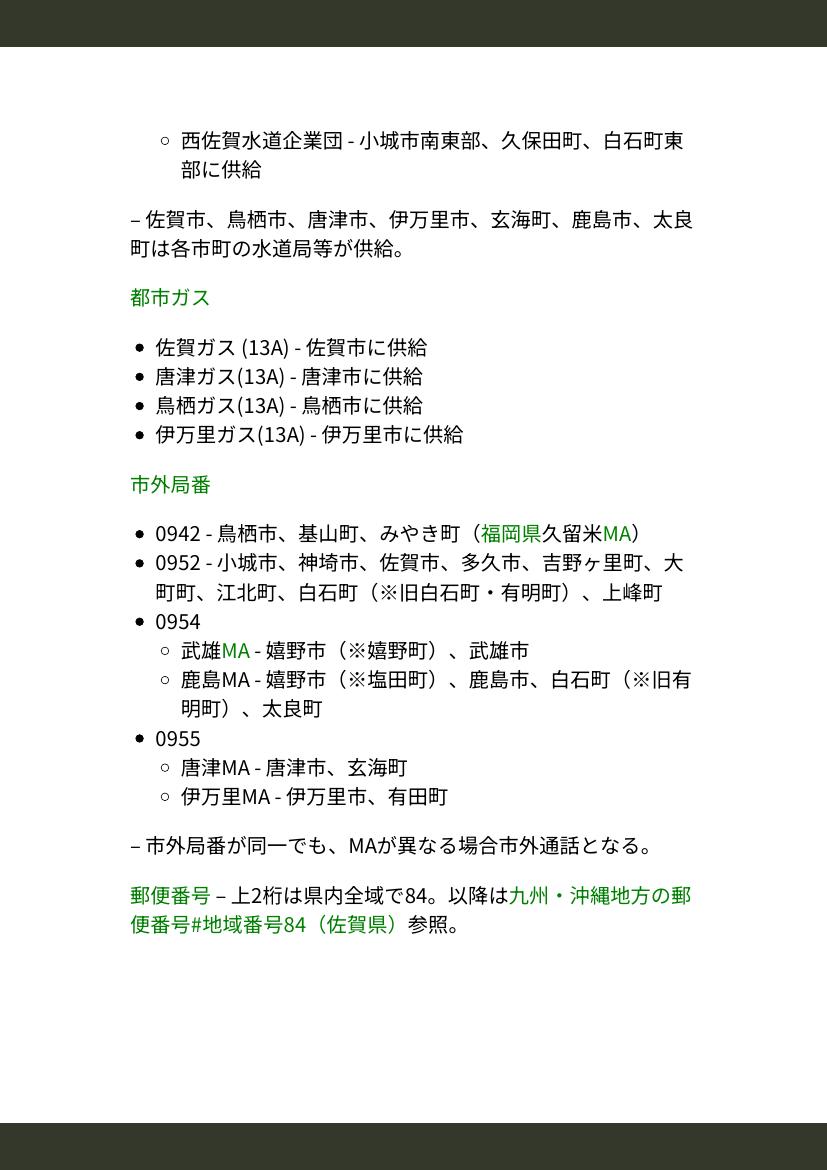 西佐賀水道企業団 - 小城市南東部、久保田町、白石町東
部に供給
– 佐賀市、鳥栖市、唐津市、伊万里市、玄海町、鹿島市、太良
町は各市町の水道局等が供給。
都市ガス
佐賀ガス (13A) - 佐賀市に供給
唐津ガス(13A) - 唐津市に供給
鳥栖ガス(13A) - 鳥栖市に供給
伊万里ガス(13A) - 伊万里市に供給
市外局番
0942 - 鳥栖市、基山町、みやき町（福岡県久留米MA）
0952 - 小城市、神埼市、佐賀市、多久市、吉野ヶ里町、大
町町、江北町、白石町（※旧白石町・有明町）、上峰町
0954
武雄MA - 嬉野市（※嬉野町）、武雄市
鹿島MA - 嬉野市（※塩田町）、鹿島市、白石町（※旧有
明町）、太良町
0955
唐津MA - 唐津市、玄海町
伊万里MA - 伊万里市、有田町
– 市外局番が同一でも、MAが異なる場合市外通話となる。
郵便番号 – 上2桁は県内全域で84。以降は九州・沖縄地方の郵
便番号#地域番号84（佐賀県）参照。